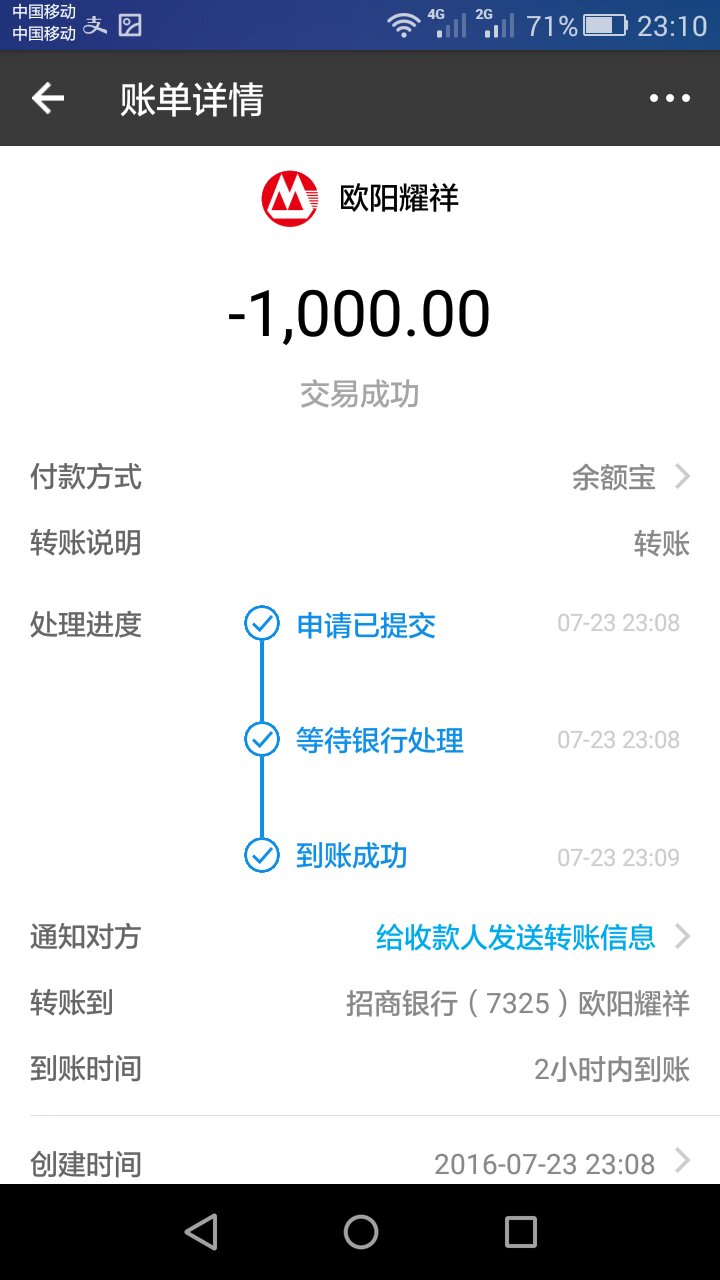 中国移动
中国移动
支
4G
2G
71%
23:10
账单详情
欧阳耀祥
-1,000.00
交易成功
付款方式 余额宝
转账说明 转账
处理进度 申请已提交 07-23 23:08
等待银行处理 07-23 23:08
到账成功 07-23 23:09
通知对方 给收款人发送转账信息
转账到 招商银行（7325）欧阳耀祥
到账时间 2小时内到账
创建时间 2016-07-23 23:08